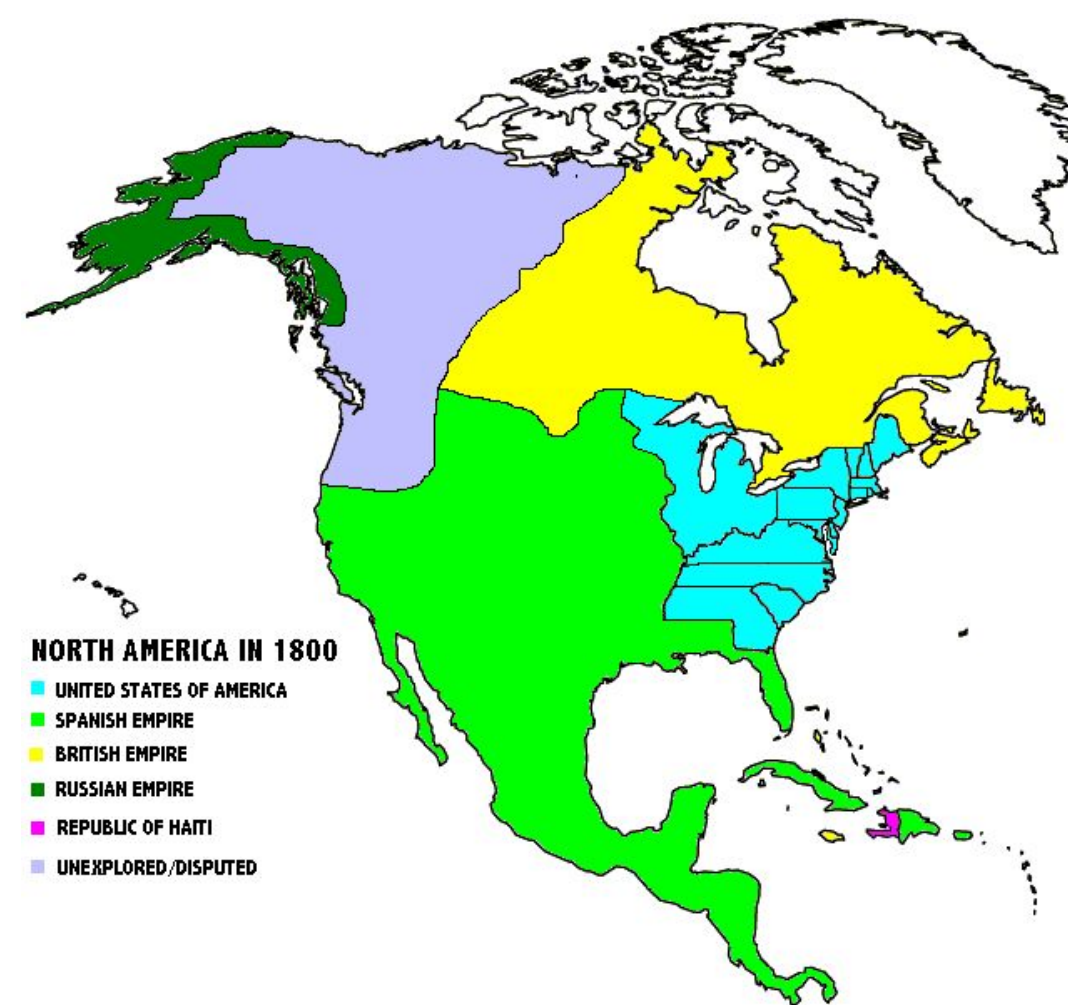 NORTH AMERICA IN 1800
UNITED STATES OF AMERICA
SPANISH EMPIRE
BRITISH EMPIRE
RUSSIAN EMPIRE
REPUBLIC OF HAITI
UNEXPLORED/DISPUTED